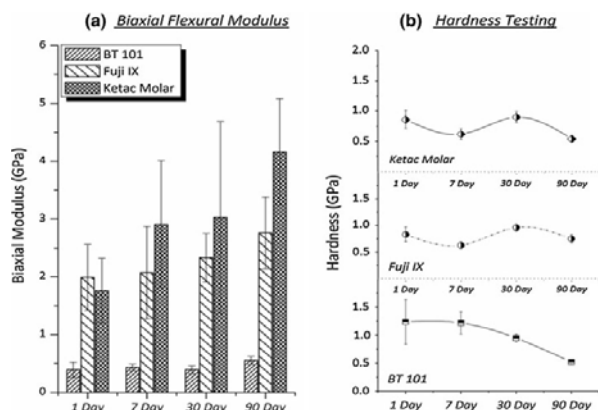 (a) Biaxial Flexural Modulus
BT 101
Fuji IX
Ketac Molar
Biaxial Modulus (GPa)
6
5
4
3
2
1
0
1 Day 7 Day 30 Day 90 Day
(b) Hardness Testing
Hardness (GPa)
2.0
1.5
1.0
0.5
Ketac Molar
1 Day 7 Day 30 Day 90 Day
1.0
0.5
Fuji IX
1 Day 7 Day 30 Day 90 Day
1.5
1.0
0.5
0.0
BT 101
1 Day 7 Day 30 Day 90 Day